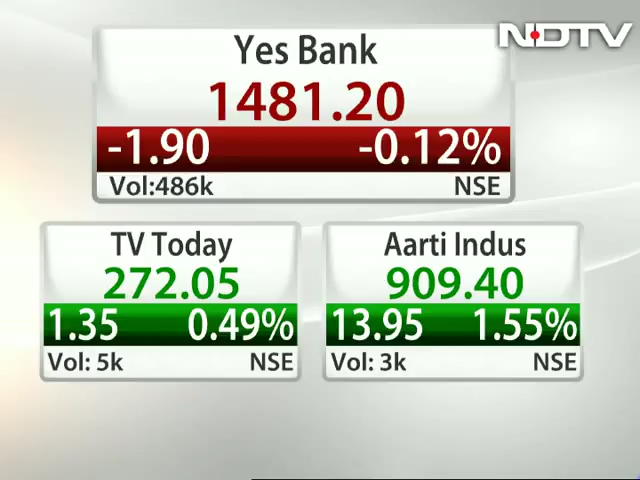 NDTV
Yes Bank
1481.20
-1.90 -0.12%
Vol:486k NSE
TV Today
272.05
1.35 0.49%
Vol: 5k NSE
Aarti Indus
909.40
13.95 1.55%
Vol: 3k NSE